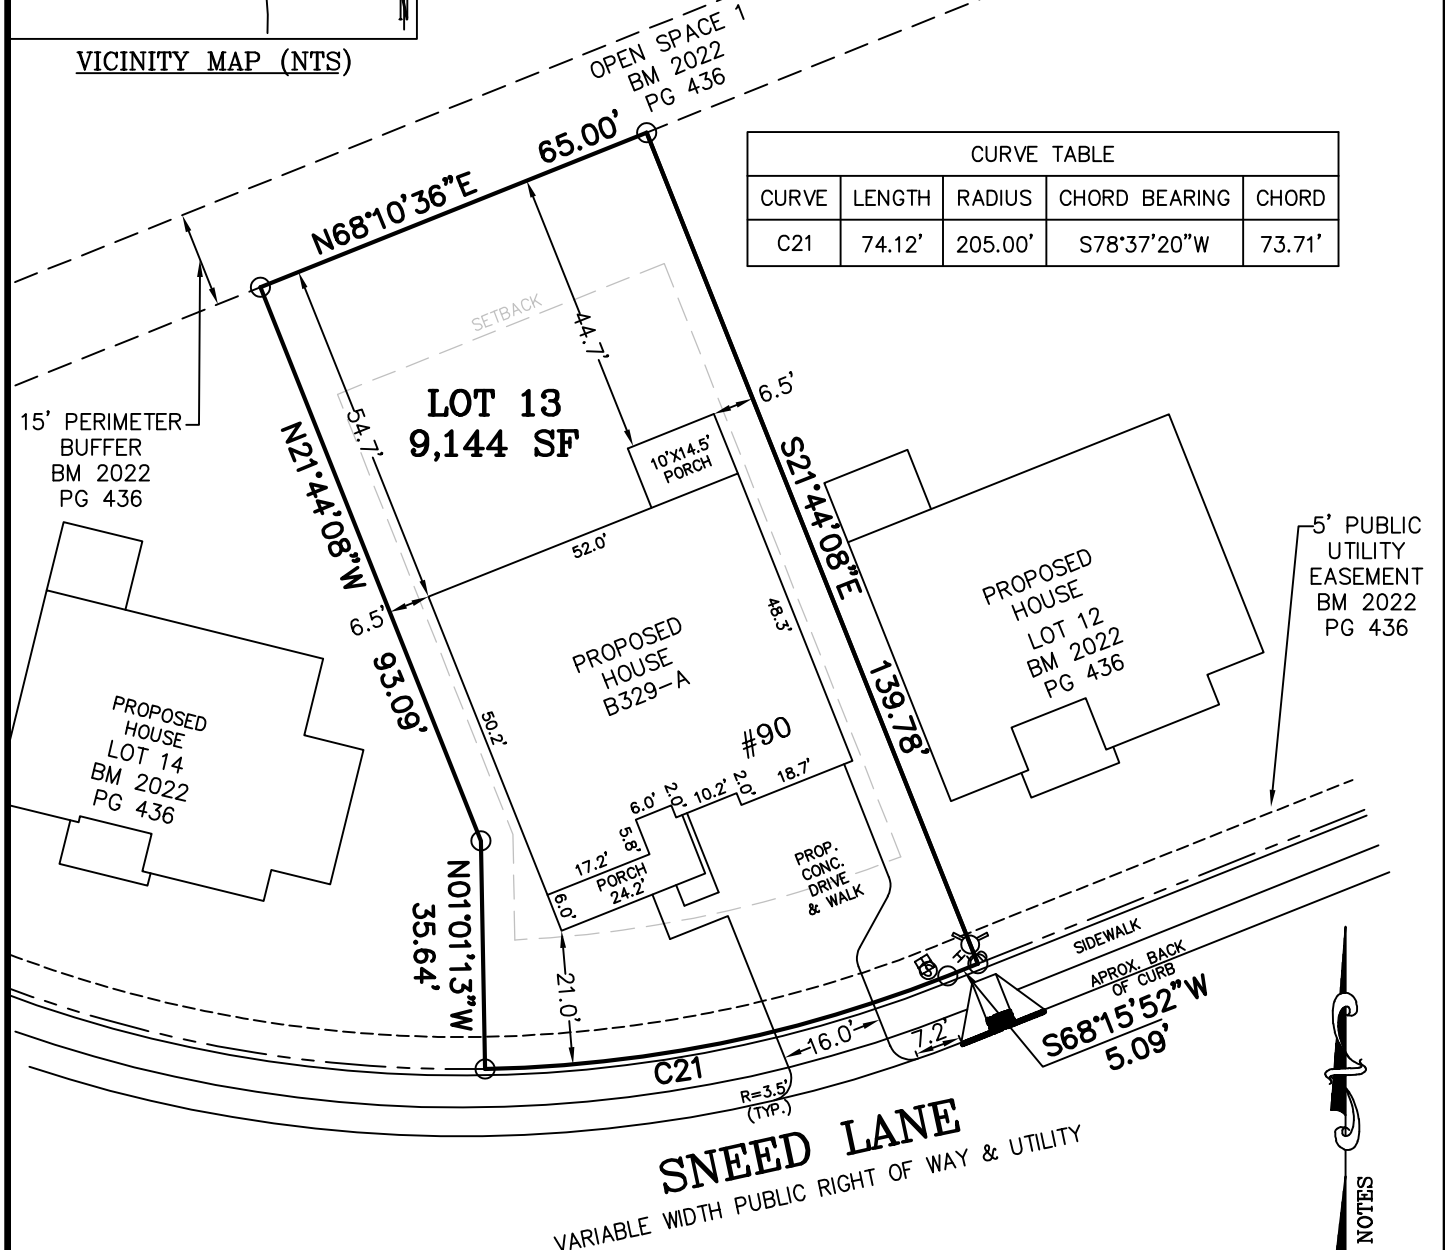 VICINITY MAP (NTS)
N
OPEN SPACE 1
BM 2022
PG 436
65.00'
N68°10'36"E
CURVE TABLE
CURVE LENGTH RADIUS CHORD BEARING CHORD
C21 74.12' 205.00' S78°37'20"W 73.71'
SETBACK
44.7'
54.7'
6.5'
LOT 13
9,144 SF
15' PERIMETER
BUFFER
BM 2022
PG 436
10'X14.5'
PORCH
N21°44'08"W
93.09'
S21°44'08"E
139.78'
52.0'
6.5'
48.3'
50.2'
PROPOSED
HOUSE
B329-A
#90
PROPOSED
HOUSE
LOT 12
BM 2022
PG 436
5' PUBLIC
UTILITY
EASEMENT
BM 2022
PG 436
PROPOSED
HOUSE
LOT 14
BM 2022
PG 436
6.0'
2.0'
10.2'
2.0'
18.7'
5.8'
17.2'
PORCH
24.2'
6.0'
PROP.
CONC.
DRIVE
& WALK
N01°01'13"W
35.64'
21.0'
SIDEWALK
APROX. BACK
OF CURB
S68°15'52"W
5.09'
16.0'
7.2'
C21
R=3.5'
(TYP.)
SNEED LANE
VARIABLE WIDTH PUBLIC RIGHT OF WAY & UTILITY
NOTES